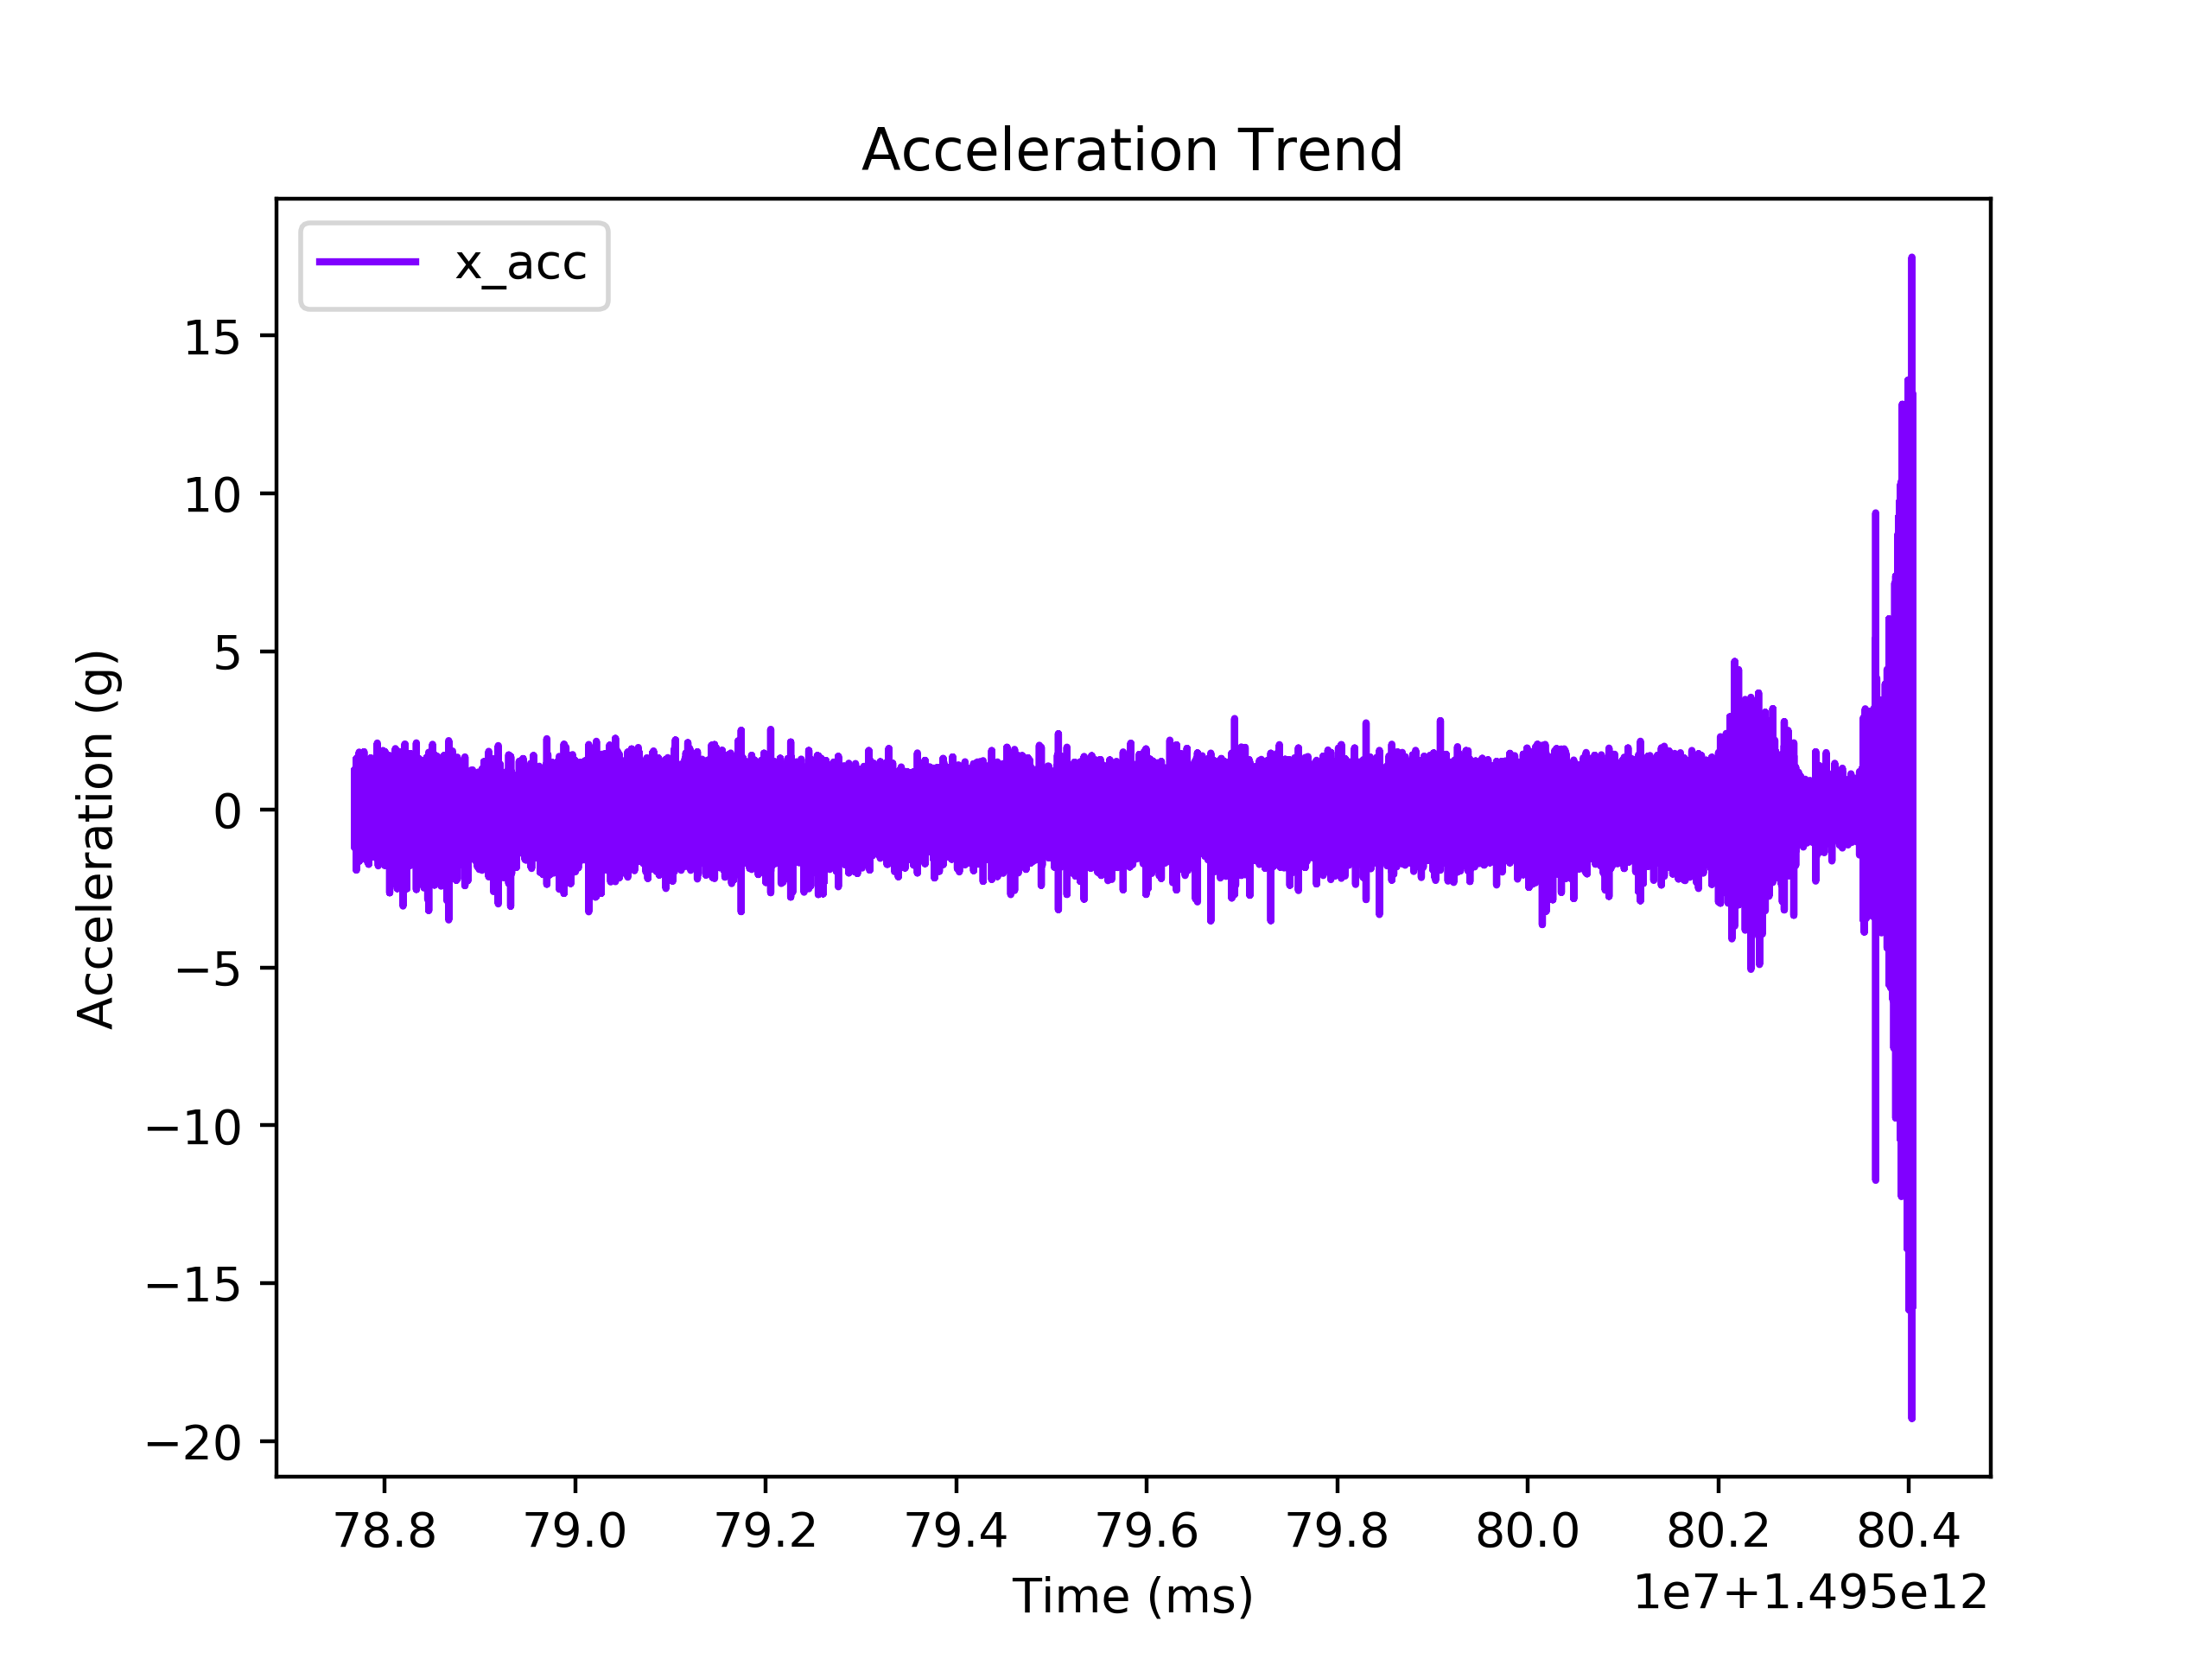 Acceleration Trend
x_acc
15
10
5
0
−5
−10
−15
−20
Acceleration (g)
78.8 79.0 79.2 79.4 79.6 79.8 80.0 80.2 80.4
Time (ms)
1e7+1.495e12